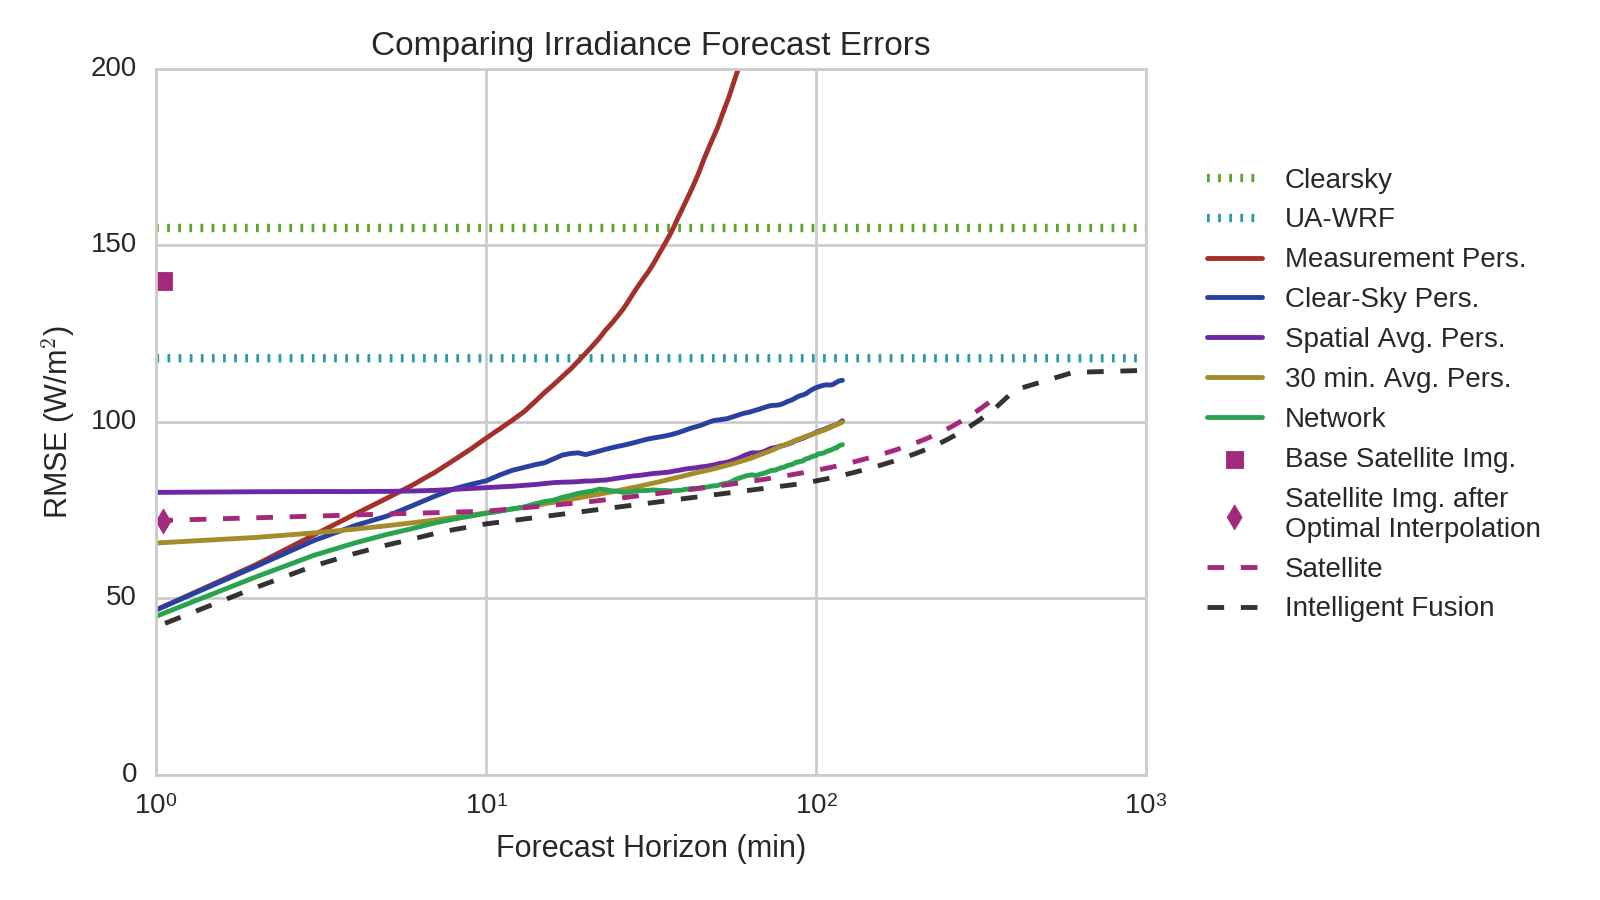 Comparing Irradiance Forecast Errors
200
150
100
50
0
RMSE (W/m²)
10⁰
10¹
10²
10³
Forecast Horizon (min)
Clearsky
UA-WRF
Measurement Pers.
Clear-Sky Pers.
Spatial Avg. Pers.
30 min. Avg. Pers.
Network
Base Satellite Img.
Satellite Img. after
Optimal Interpolation
Satellite
Intelligent Fusion